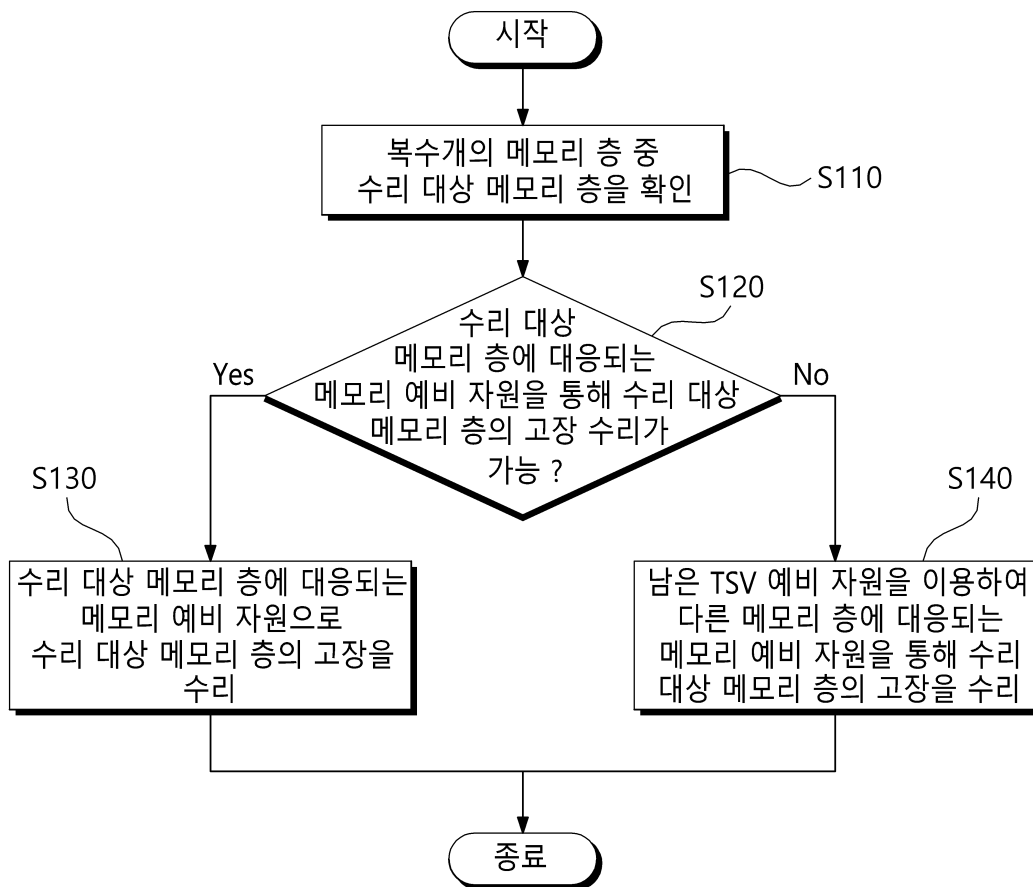 시작
복수개의 메모리 층 중
수리 대상 메모리 층을 확인
S110
S120
수리 대상
메모리 층에 대응되는
메모리 예비 자원을 통해 수리 대상
메모리 층의 고장 수리가
가능 ?
Yes
No
S130
수리 대상 메모리 층에 대응되는
메모리 예비 자원으로
수리 대상 메모리 층의 고장을
수리
S140
남은 TSV 예비 자원을 이용하여
다른 메모리 층에 대응되는
메모리 예비 자원을 통해 수리
대상 메모리 층의 고장을 수리
종료